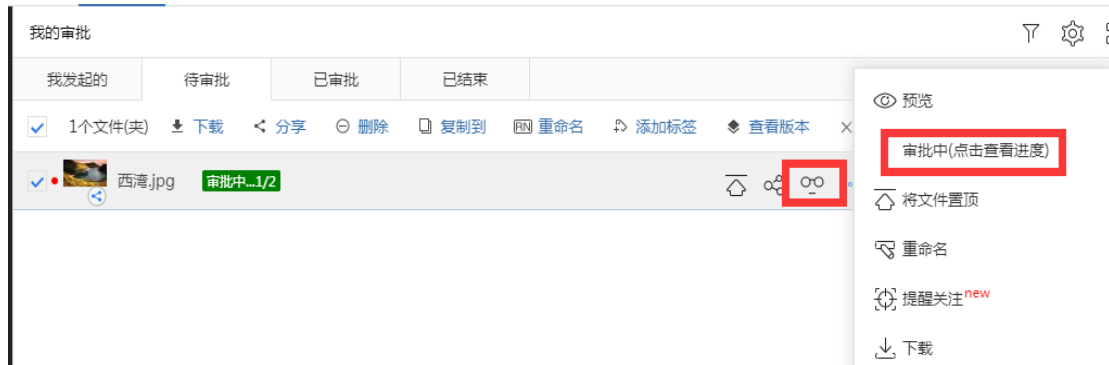 我的审批
我发起的 待审批 已审批 已结束
1个文件(夹) 下载 分享 删除 复制到 RN 重命名 添加标签 查看版本
西湾.jpg 审批中...1/2
预览
审批中(点击查看进度)
将文件置顶
重命名
提醒关注new
下载